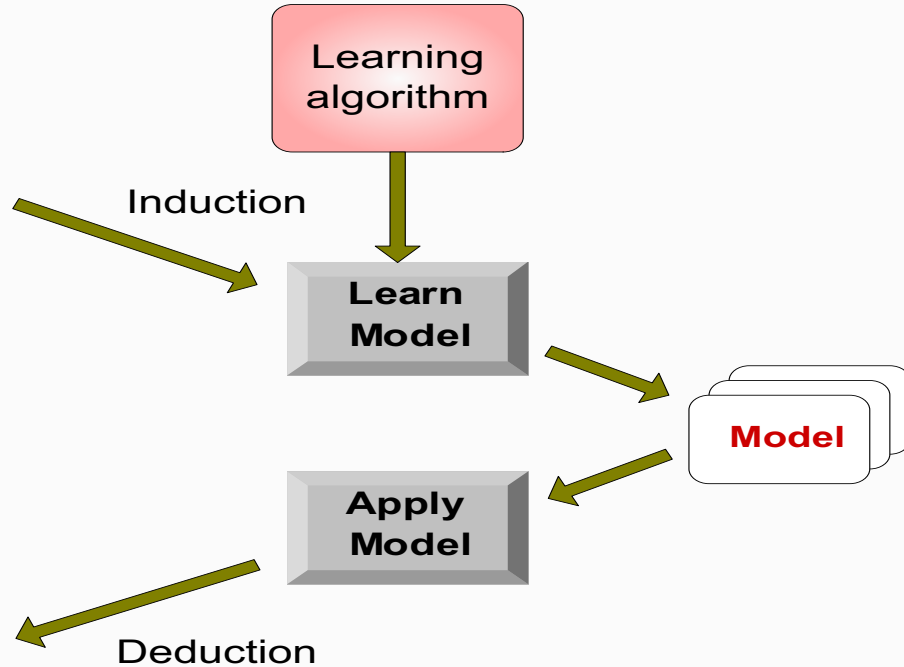 Learning
algorithm
Induction
Learn
Model
Model
Apply
Model
Deduction